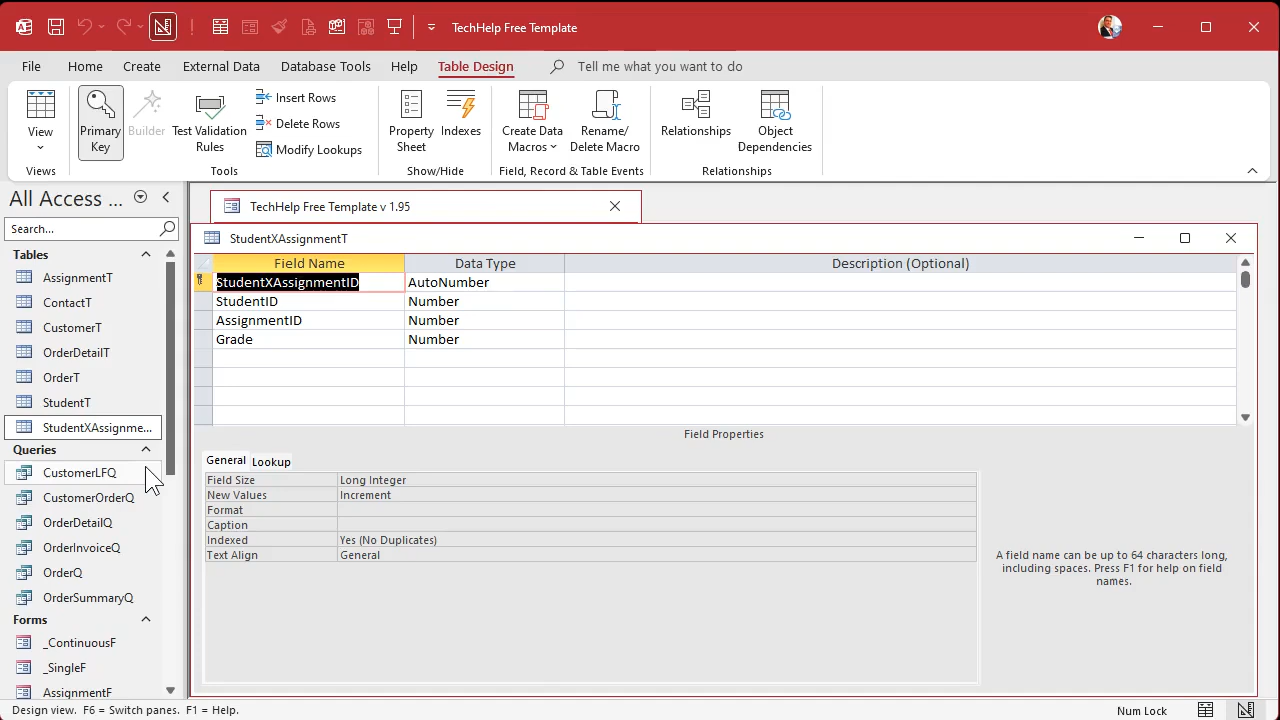 TechHelp Free Template
File Home Create External Data Database Tools Help Table Design Tell me what you want to do
View
Primary Key
Builder
Test Validation Rules
Insert Rows
Delete Rows
Modify Lookups
Property Sheet
Indexes
Create Data Macros
Rename/ Delete Macro
Relationships
Object Dependencies
Views Tools Show/Hide Field, Record & Table Events Relationships
All Access ...
Search...
Tables
AssignmentT
ContactT
CustomerT
OrderDetailT
OrderT
StudentT
StudentXAssignme...
Queries
CustomerLFQ
CustomerOrderQ
OrderDetailQ
OrderInvoiceQ
OrderQ
OrderSummaryQ
Forms
_ContinuousF
_SingleF
AssignmentF
TechHelp Free Template v 1.95
StudentXAssignmentT
Field Name Data Type Description (Optional)
StudentXAssignmentID AutoNumber
StudentID Number
AssignmentID Number
Grade Number
Field Properties
General Lookup
Field Size Long Integer
New Values Increment
Format
Caption
Indexed Yes (No Duplicates)
Text Align General
A field name can be up to 64 characters long,
including spaces. Press F1 for help on field
names.
Design view. F6 = Switch panes. F1 = Help. Num Lock